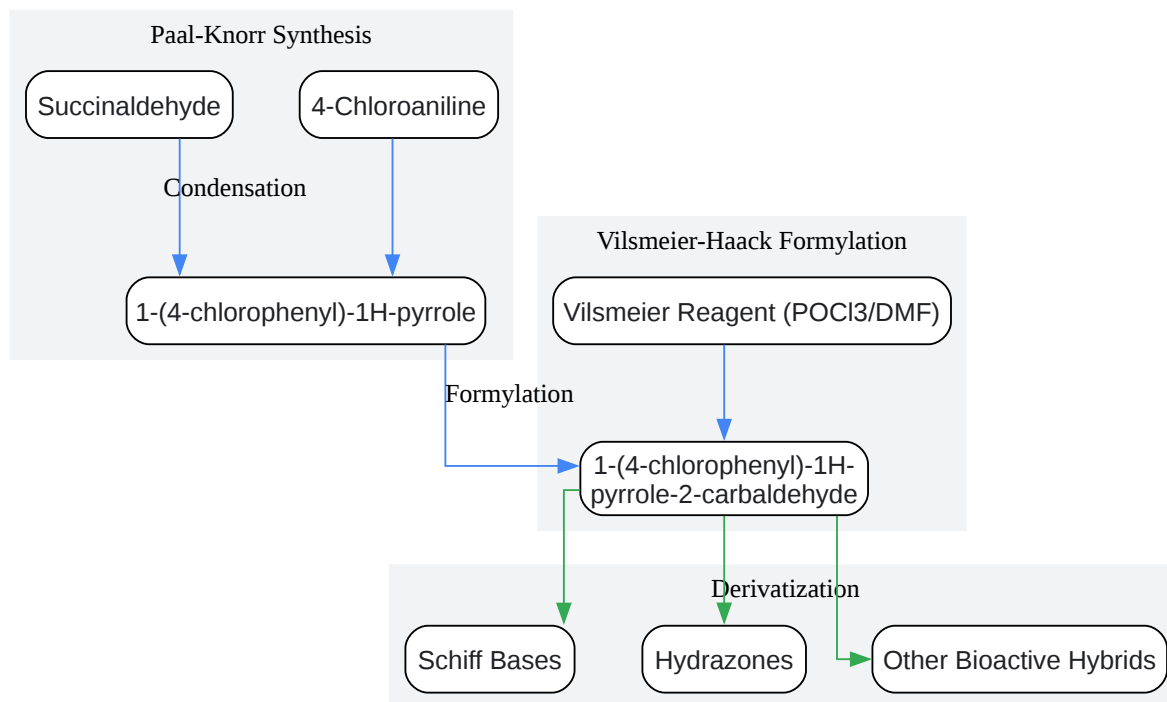 Paal-Knorr Synthesis
Succinaldehyde
4-Chloroaniline
Condensation
1-(4-chlorophenyl)-1H-pyrrole
Vilsmeier-Haack Formylation
Vilsmeier Reagent (POCl3/DMF)
Formylation
1-(4-chlorophenyl)-1H-
pyrrole-2-carbaldehyde
Derivatization
Schiff Bases
Hydrazones
Other Bioactive Hybrids